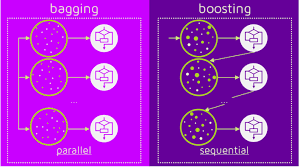 bagging
boosting
...
...
parallel
sequential